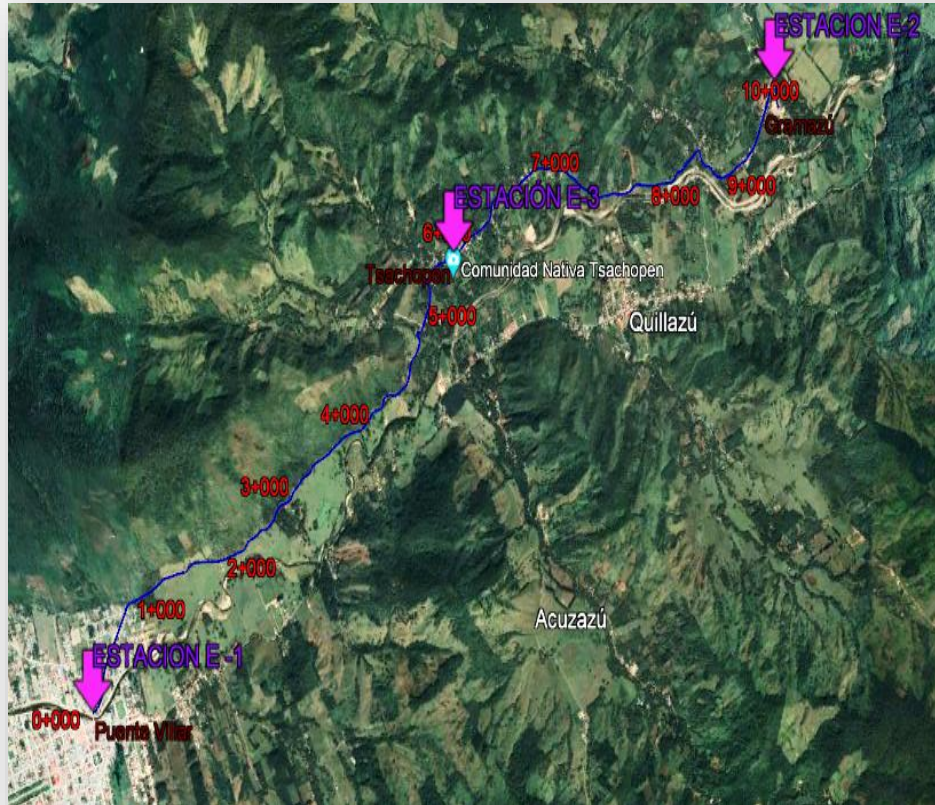 ESTACION E-2
10+000
Gramazú
7+000
8+000
9+000
ESTACIÓN E-3
Tsachopen
Comunidad Nativa Tsachopen
5+000
Quillazú
4+000
3+000
2+000
1+000
Acuzazú
ESTACION E -1
0+000
Puente Villar